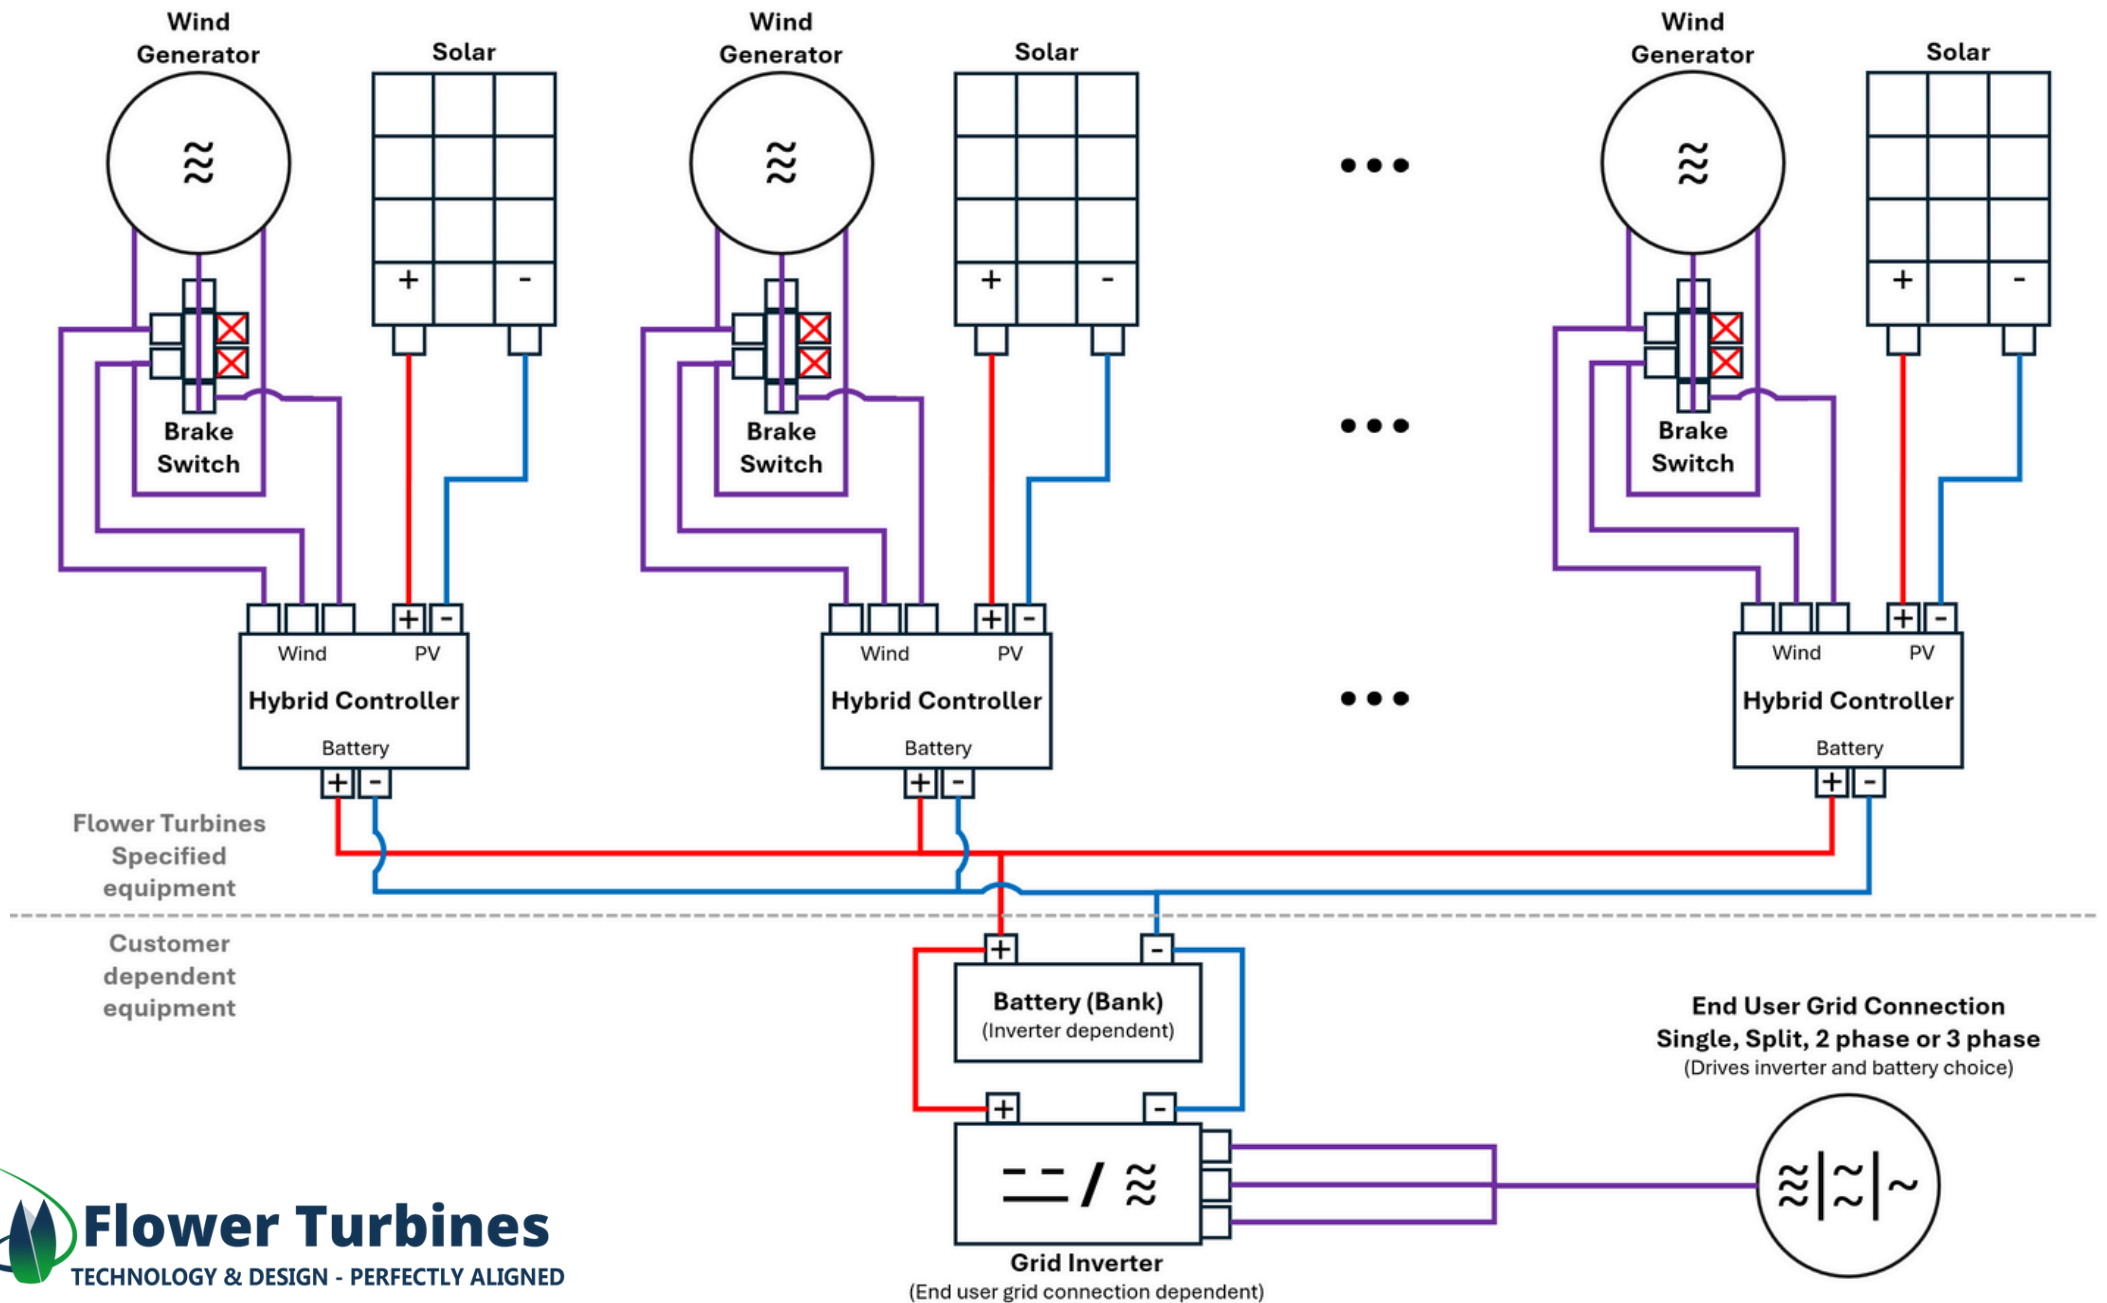 Wind
Generator
Solar
Wind
Generator
Solar
Wind
Generator
Solar
+ -
+ -
+ -
Brake
Switch
Brake
Switch
Brake
Switch
+ -
Wind PV
Hybrid Controller
Battery
+ -
+ -
Wind PV
Hybrid Controller
Battery
+ -
+ -
Wind PV
Hybrid Controller
Battery
+ -
Flower Turbines
Specified
equipment
Customer
dependent
equipment
+ -
Battery (Bank)
(Inverter dependent)
+ -
Grid Inverter
(End user grid connection dependent)
End User Grid Connection
Single, Split, 2 phase or 3 phase
(Drives inverter and battery choice)
Flower Turbines
TECHNOLOGY & DESIGN - PERFECTLY ALIGNED